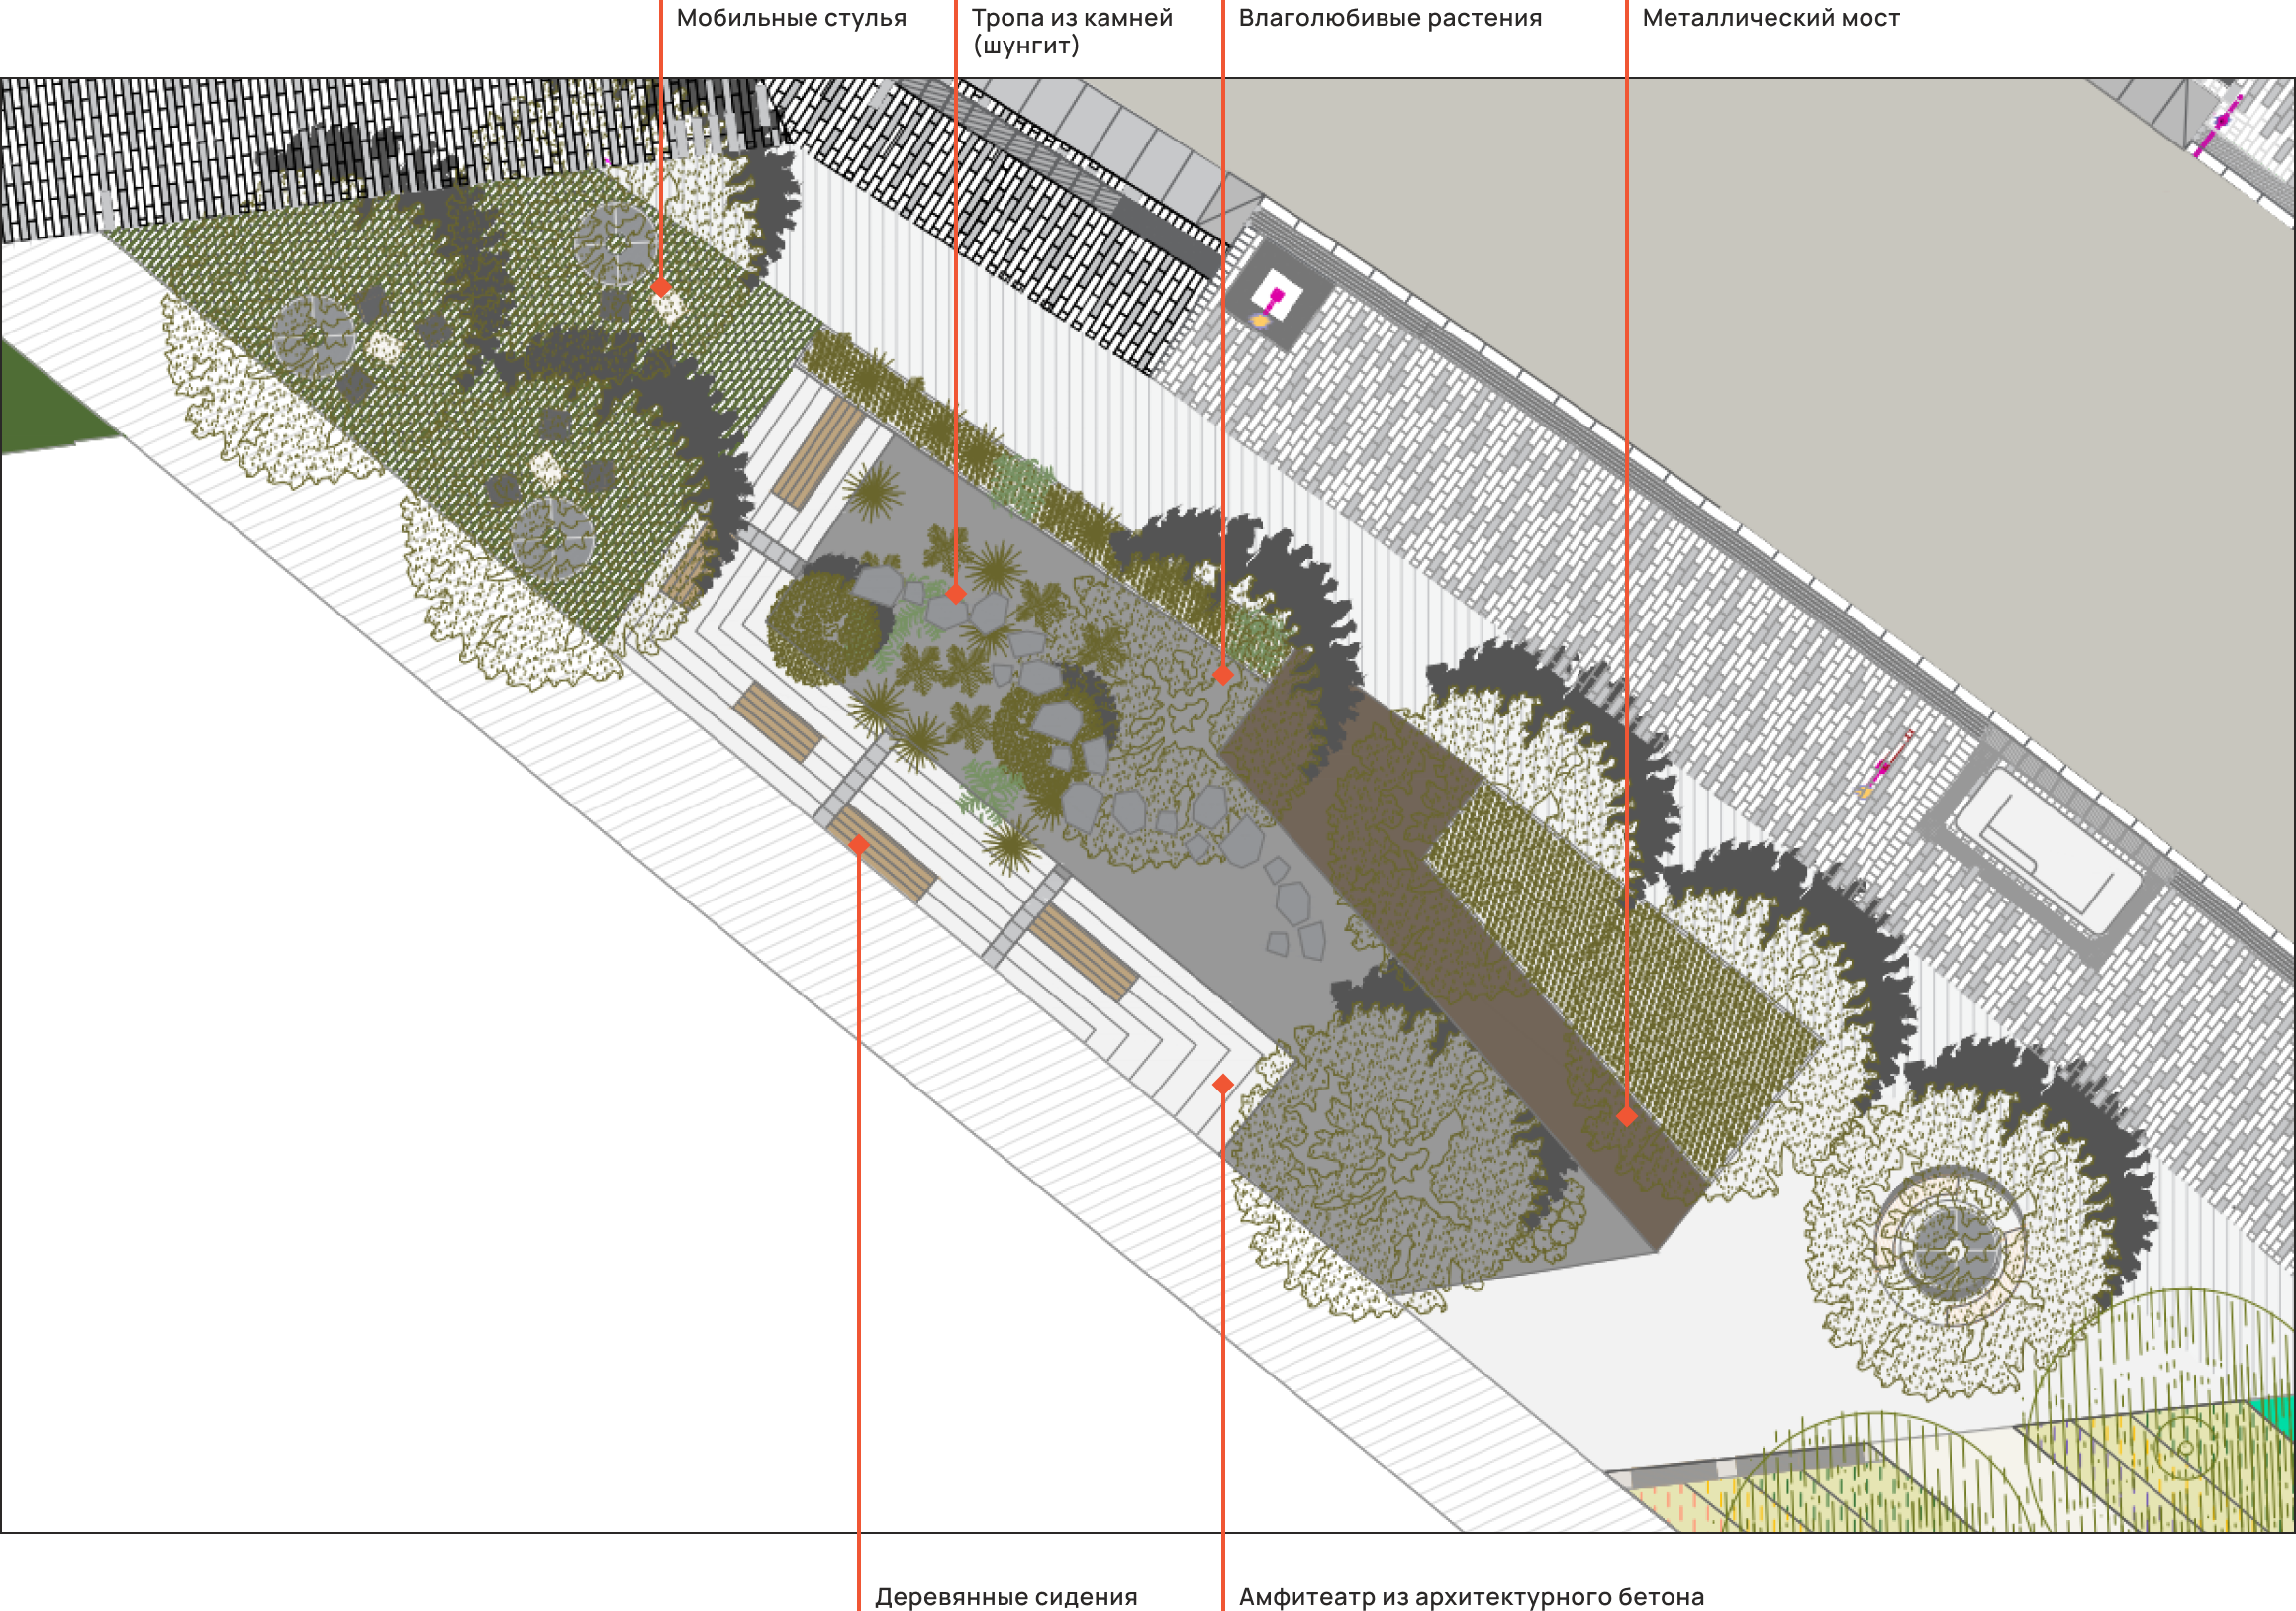 Мобильные стулья
Тропа из камней
(шунгит)
Влаголюбивые растения
Металлический мост
Деревянные сидения
Амфитеатр из архитектурного бетона